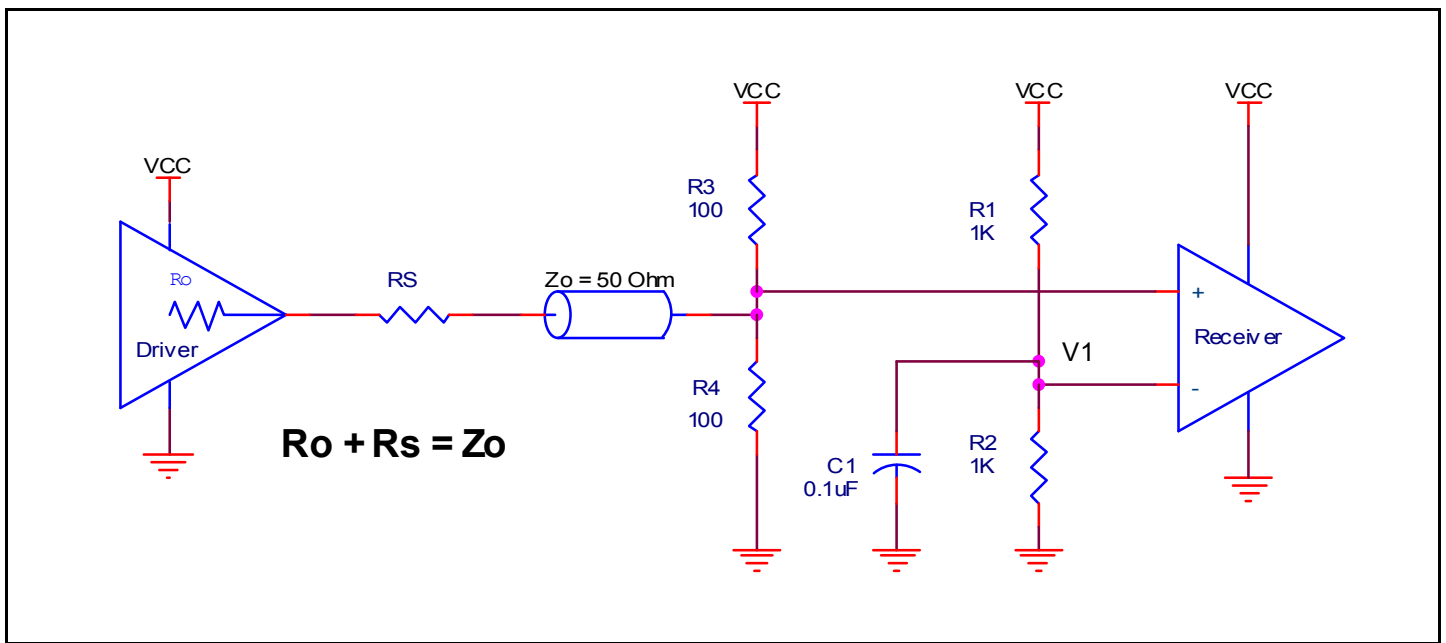 VCC
VCC
VCC
VCC
R3
100
R1
1K
Ro
RS
Zo = 50 Ohm
+
Driver
Receiver
V1
R4
100
-
Ro + Rs = Zo
C1
0.1uF
R2
1K